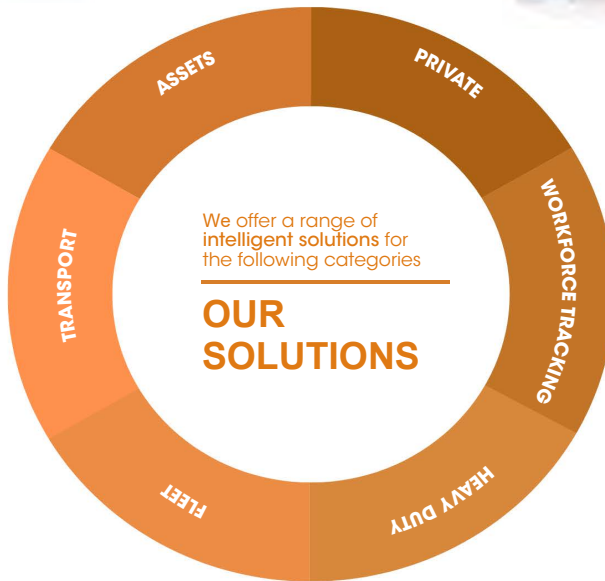 ASSETS
PRIVATE
WORKFORCE TRACKING
HEAVY DUTY
FLEET
TRANSPORT
We offer a range of
intelligent solutions for
the following categories
OUR
SOLUTIONS